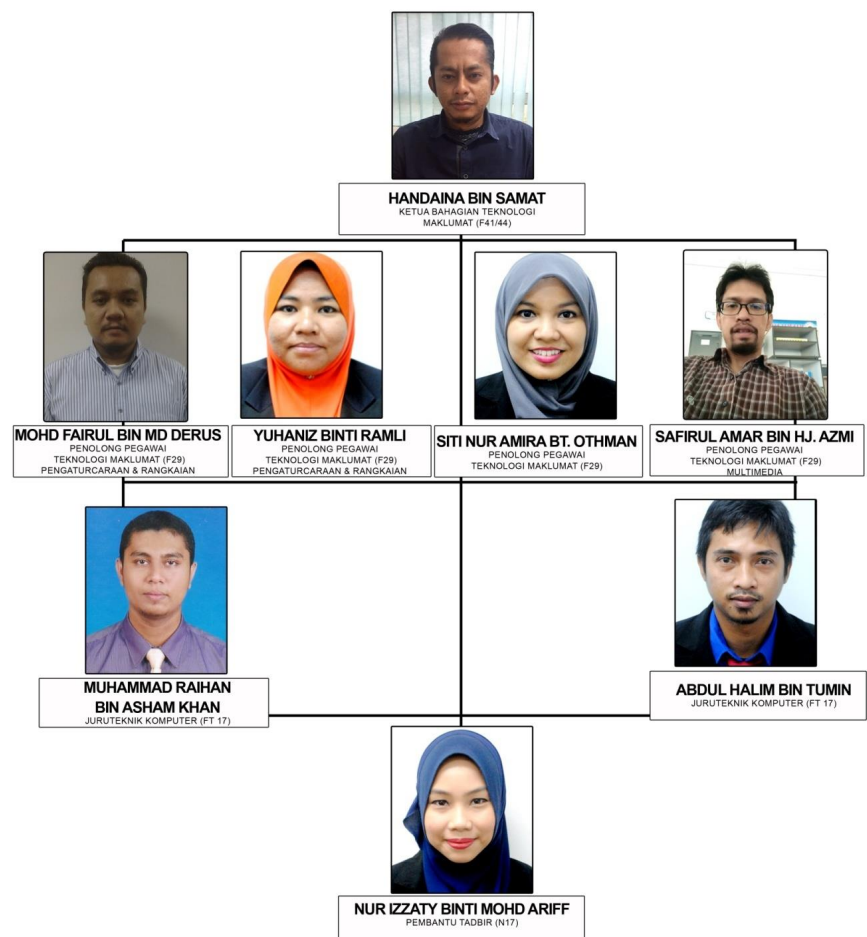 HANDAINA BIN SAMAT
KETUA BAHAGIAN TEKNOLOGI
MAKLUMAT (F41/44)
MOHD FAIRUL BIN MD DERUS
PENOLONG PEGAWAI
TEKNOLOGI MAKLUMAT (F29)
PENGATURCARAAN & RANGKAIAN
YUHANIZ BINTI RAMLI
PENOLONG PEGAWAI
TEKNOLOGI MAKLUMAT (F29)
PENGATURCARAAN & RANGKAIAN
SITI NUR AMIRA BT. OTHMAN
PENOLONG PEGAWAI
TEKNOLOGI MAKLUMAT (F29)
SAFIRUL AMAR BIN HJ. AZMI
PENOLONG PEGAWAI
TEKNOLOGI MAKLUMAT (F29)
MULTIMEDIA
MUHAMMAD RAIHAN
BIN ASHAM KHAN
JURUTEKNIK KOMPUTER (FT 17)
ABDUL HALIM BIN TUMIN
JURUTEKNIK KOMPUTER (FT 17)
NUR IZZATY BINTI MOHD ARIFF
PEMBANTU TADBIR (N17)